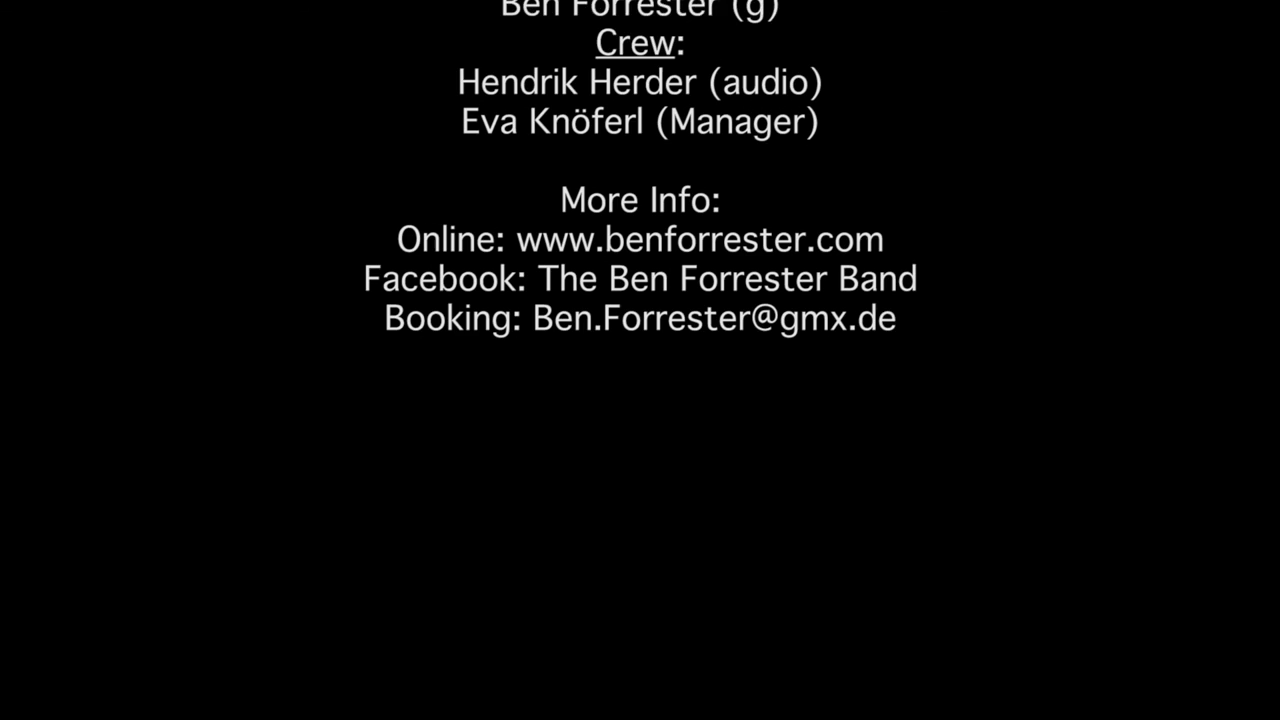 Ben Forrester (g)
Crew:
Hendrik Herder (audio)
Eva Knöferl (Manager)
More Info:
Online: www.benforrester.com
Facebook: The Ben Forrester Band
Booking: Ben.Forrester@gmx.de